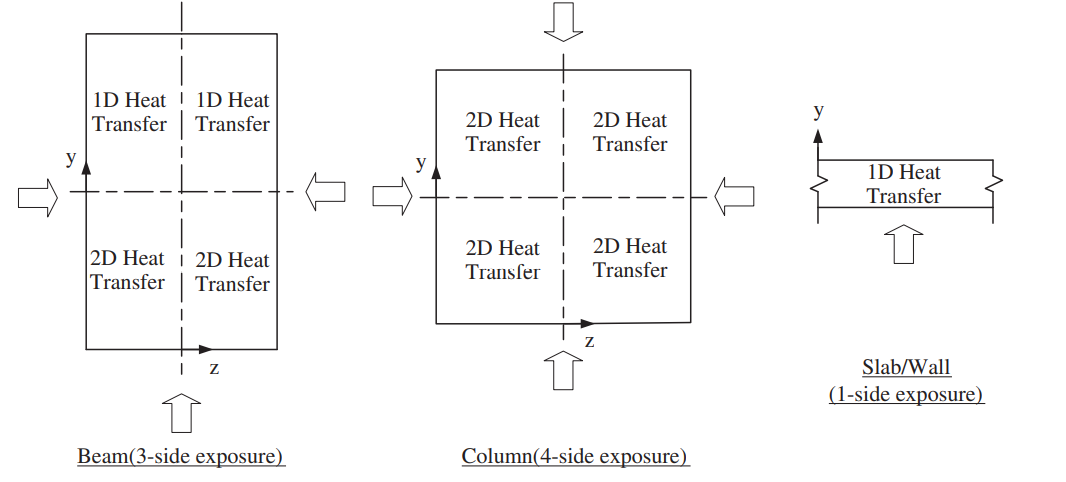 1D Heat
Transfer
1D Heat
Transfer
y
2D Heat
Transfer
2D Heat
Transfer
z
Beam(3-side exposure)
2D Heat
Transfer
2D Heat
Transfer
y
2D Heat
Transfer
2D Heat
Transfer
z
Column(4-side exposure)
y
1D Heat
Transfer
Slab/Wall
(1-side exposure)